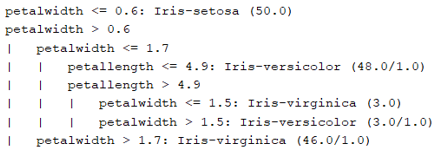 petalwidth <= 0.6: Iris-setosa (50.0)
petalwidth > 0.6
|   petalwidth <= 1.7
|   |   petallength <= 4.9: Iris-versicolor (48.0/1.0)
|   |   petallength > 4.9
|   |   |   petalwidth <= 1.5: Iris-virginica (3.0)
|   |   |   petalwidth > 1.5: Iris-versicolor (3.0/1.0)
|   petalwidth > 1.7: Iris-virginica (46.0/1.0)